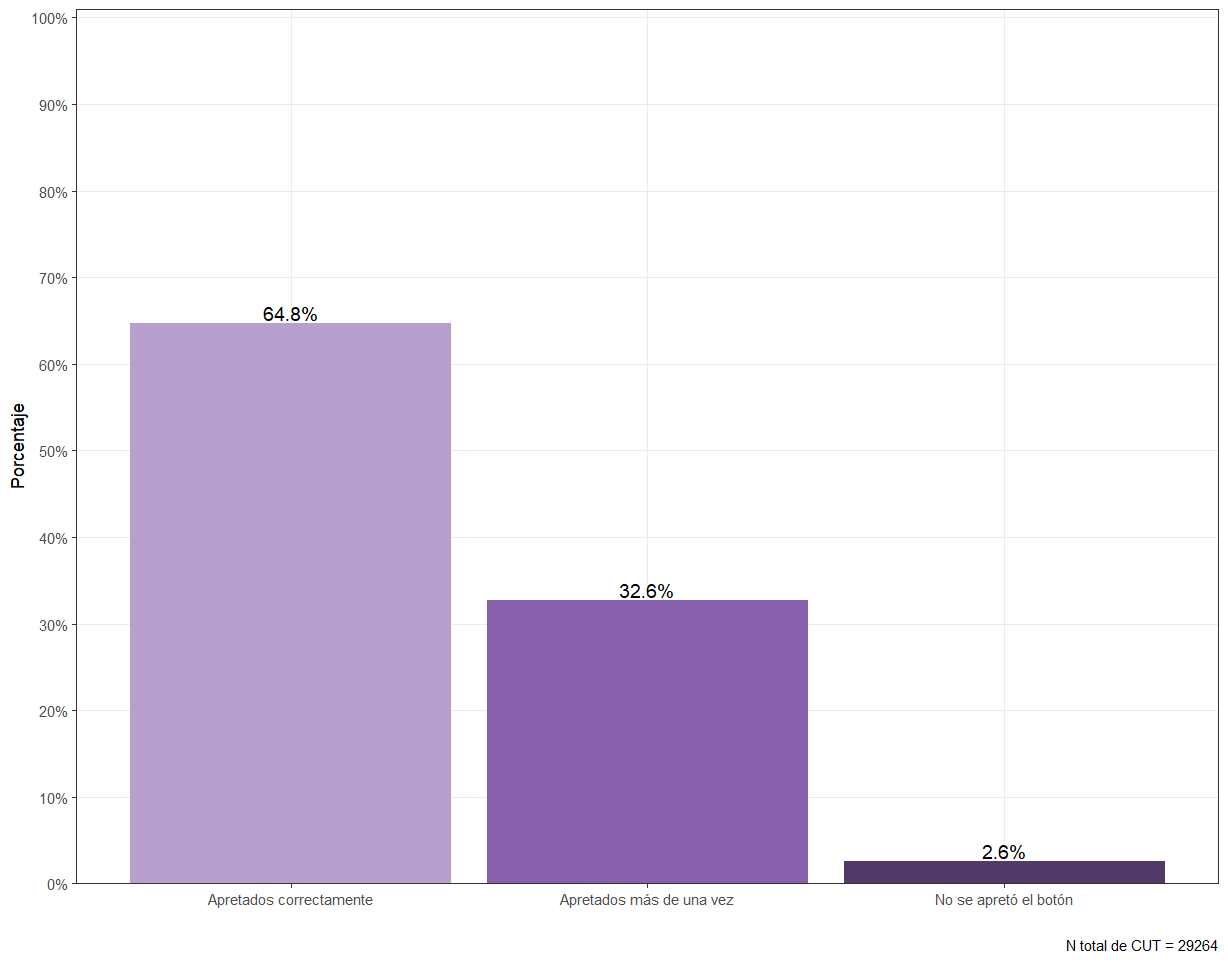 100%
90%
80%
70%
60%
50%
40%
30%
20%
10%
0%
Porcentaje
64.8%
32.6%
2.6%
Apretados correctamente
Apretados más de una vez
No se apretó el botón
N total de CUT = 29264